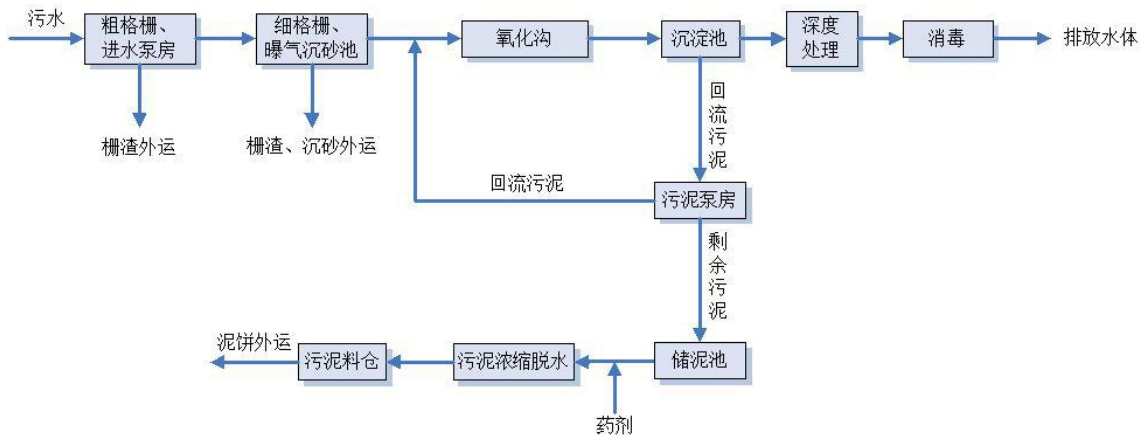 污水
粗格栅、
进水泵房
细格栅、
曝气沉砂池
氧化沟
沉淀池
深度
处理
消毒
排放水体
栅渣外运
栅渣、沉砂外运
回流污泥
回流污泥
污泥泵房
剩余污泥
泥饼外运
污泥料仓
污泥浓缩脱水
储泥池
药剂